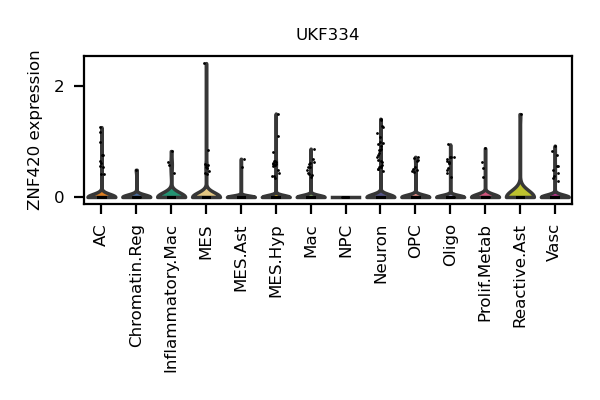 UKF334
ZNF420 expression
2
0
AC
Chromatin.Reg
Inflammatory.Mac
MES
MES.Ast
MES.Hyp
Mac
NPC
Neuron
OPC
Oligo
Prolif.Metab
Reactive.Ast
Vasc